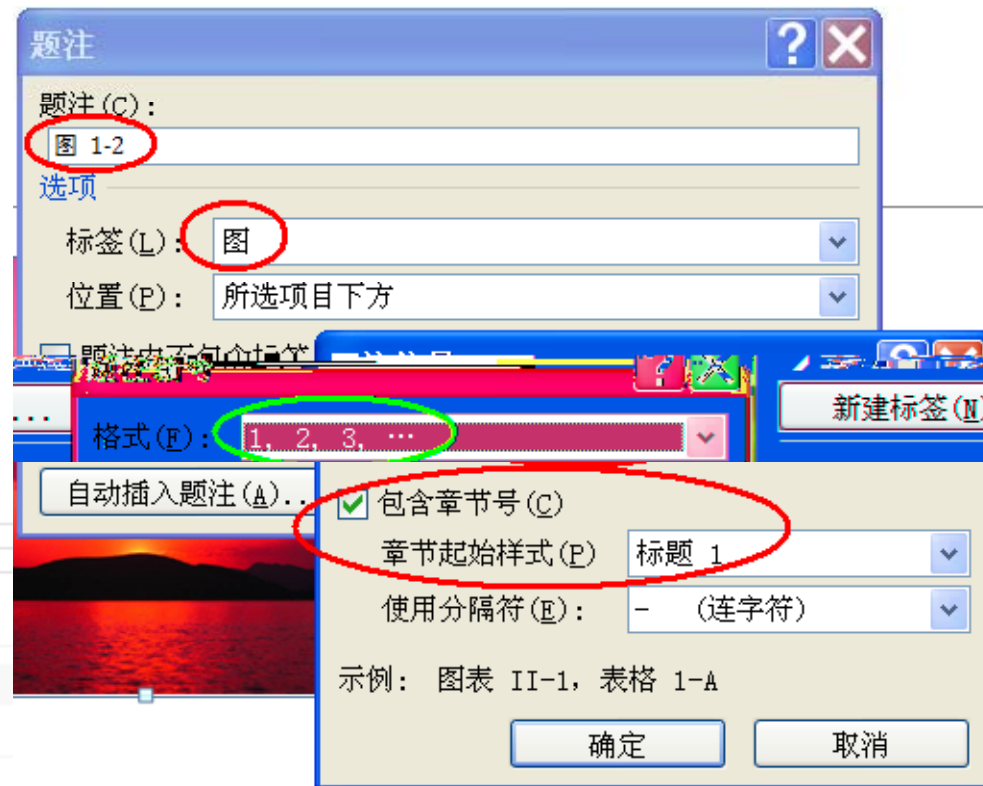 题注
题注(C):
图 1-2
选项
标签(L): 图
位置(P): 所选项目下方
新建标签(N)
...
格式(F): 1, 2, 3, …
自动插入题注(A)...
包含章节号(C)
章节起始样式(P) 标题 1
使用分隔符(E): - (连字符)
示例: 图表 II-1, 表格 1-A
确定 取消